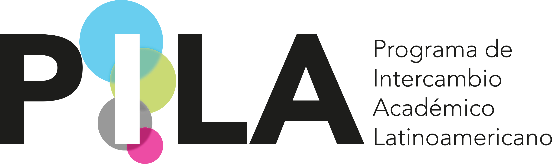 PILA
Programa de
Intercambio
Académico
Latinoamericano